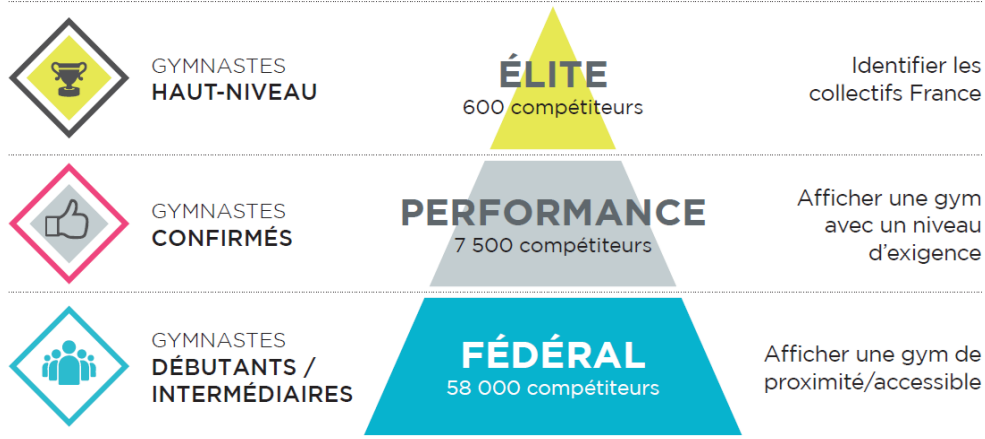 GYMNASTES
HAUT-NIVEAU
ÉLITE
600 compétiteurs
Identifier les
collectifs France
GYMNASTES
CONFIRMÉS
PERFORMANCE
7 500 compétiteurs
Afficher une gym
avec un niveau
d'exigence
GYMNASTES
DÉBUTANTS /
INTERMÉDIAIRES
FÉDÉRAL
58 000 compétiteurs
Afficher une gym de
proximité/accessible